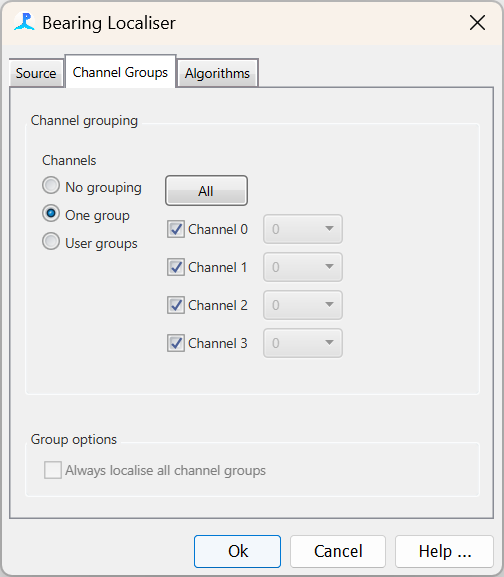 Bearing Localiser
Source Channel Groups Algorithms
Channel grouping
Channels
No grouping All
One group Channel 0 0
User groups Channel 1 0
Channel 2 0
Channel 3 0
Group options
Always localise all channel groups
Ok Cancel Help ...